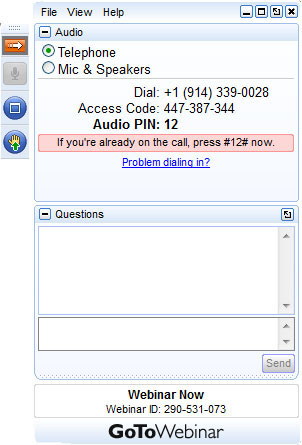 File View Help
Audio
Telephone
Mic & Speakers
Dial: +1 (914) 339-0028
Access Code: 447-387-344
Audio PIN: 12
If you're already on the call, press #12# now.
Problem dialing in?
Questions
Send
Webinar Now
Webinar ID: 290-531-073
GoToWebinar